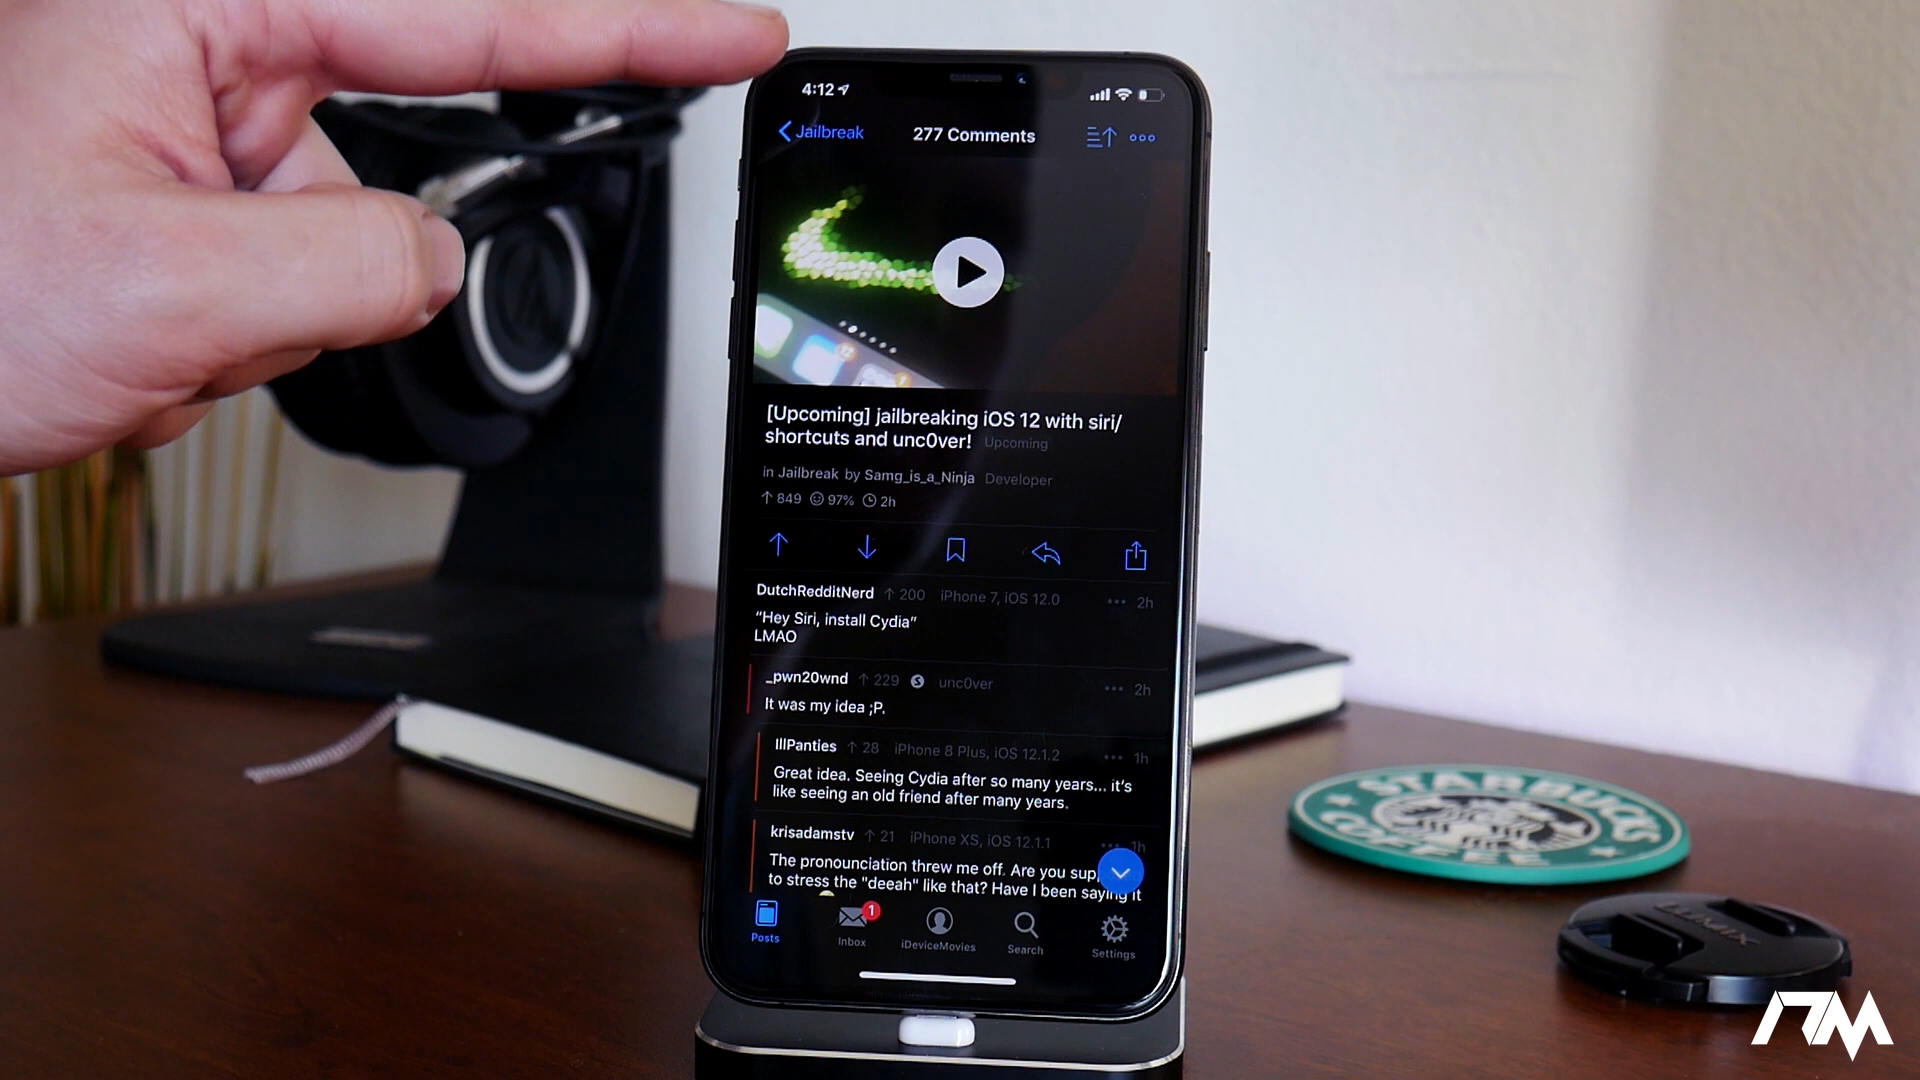 4:12
Jailbreak
277 Comments
[Upcoming] jailbreaking iOS 12 with siri/
shortcuts and unc0ver! Upcoming
in Jailbreak by Samg_is_a_Ninja Developer
849 97% 2h
DutchRedditNerd 200 iPhone 7, iOS 12.0 2h
“Hey Siri, install Cydia”
LMAO
_pwn20wnd 229 unc0ver 2h
It was my idea ;P.
IllPanties 28 iPhone 8 Plus, iOS 12.1.2 1h
Great idea. Seeing Cydia after so many years... it’s
like seeing an old friend after many years.
krisadamstv 21 iPhone XS, iOS 12.1.1 1h
The pronounciation threw me off. Are you
to stress the "deeah" like that? Have I been saying it
Posts
1
Inbox
iDeviceMovies
Search
Settings
STARBUCKS
COFFEE
LUMIX